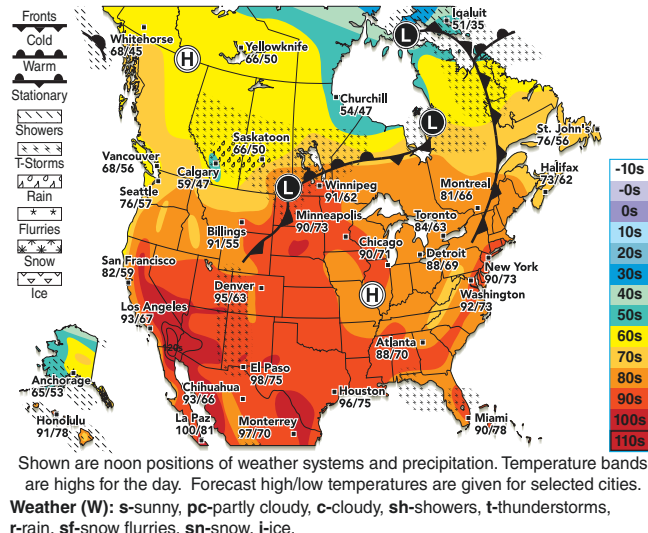 Fronts
Cold
Warm
Stationary
Showers
T-Storms
Rain
Flurries
Snow
Ice
Iqaluit
51/35
L
Whitehorse
68/45
H
Yellowknife
66/50
Churchill
54/47
L
Saskatoon
66/50
St. John's
76/56
Vancouver
68/56
Calgary
59/47
Halifax
73/62
Seattle
76/57
L
Winnipeg
91/62
Montreal
81/66
Billings
91/55
Minneapolis
90/73
Toronto
84/63
Chicago
90/71
Detroit
88/69
San Francisco
82/59
New York
90/73
Denver
95/63
H
Washington
92/73
Los Angeles
93/67
Atlanta
88/70
El Paso
98/75
Anchorage
65/53
Chihuahua
93/66
Houston
96/75
Honolulu
91/78
La Paz
100/81
Monterrey
97/70
Miami
90/78
-10s
-0s
0s
10s
20s
30s
40s
50s
60s
70s
80s
90s
100s
110s
Shown are noon positions of weather systems and precipitation. Temperature bands
are highs for the day. Forecast high/low temperatures are given for selected cities.
Weather (W): s-sunny, pc-partly cloudy, c-cloudy, sh-showers, t-thunderstorms,
r-rain, sf-snow flurries, sn-snow, i-ice.